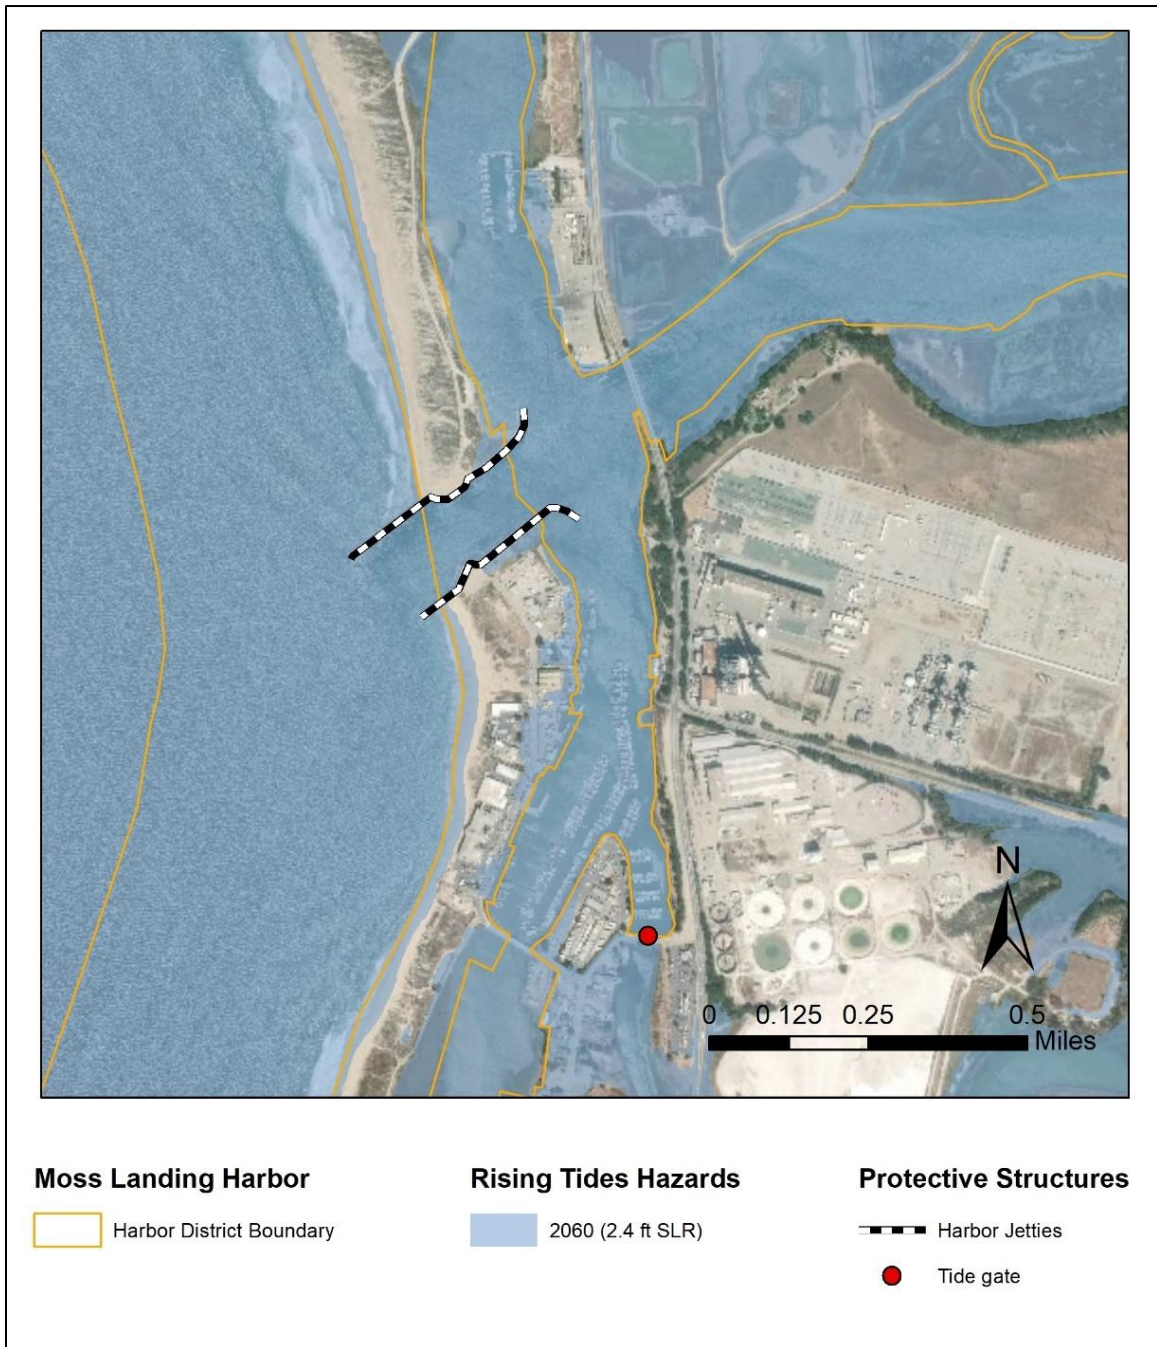 N
0 0.125 0.25 0.5
Miles
Moss Landing Harbor
Harbor District Boundary
Rising Tides Hazards
2060 (2.4 ft SLR)
Protective Structures
Harbor Jetties
Tide gate